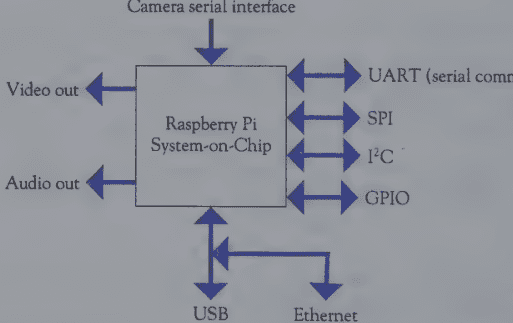 Camera serial interface
Video out
UART (serial comm
Raspberry Pi
System-on-Chip
SPI
I²C
Audio out
GPIO
USB
Ethernet